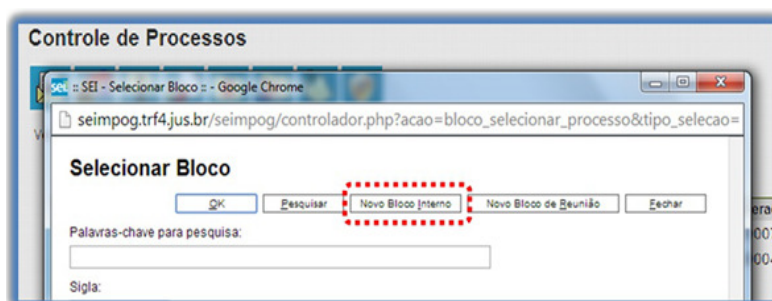 Controle de Processos
sei :: SEI - Selecionar Bloco :: - Google Chrome
seimpog.trf4.jus.br/seimpog/controlador.php?acao=bloco_selecionar_processo&tipo_selecao=
Selecionar Bloco
OK Pesquisar Novo Bloco Interno Novo Bloco de Reunião Fechar
Palavras-chave para pesquisa:
Sigla: